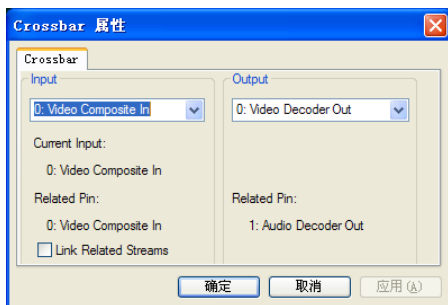 Crossbar 属性
Crossbar
Input
Output
0: Video Composite In
0: Video Decoder Out
Current Input:
0: Video Composite In
Related Pin:
Related Pin:
0: Video Composite In
1: Audio Decoder Out
Link Related Streams
确定
取消
应用(A)